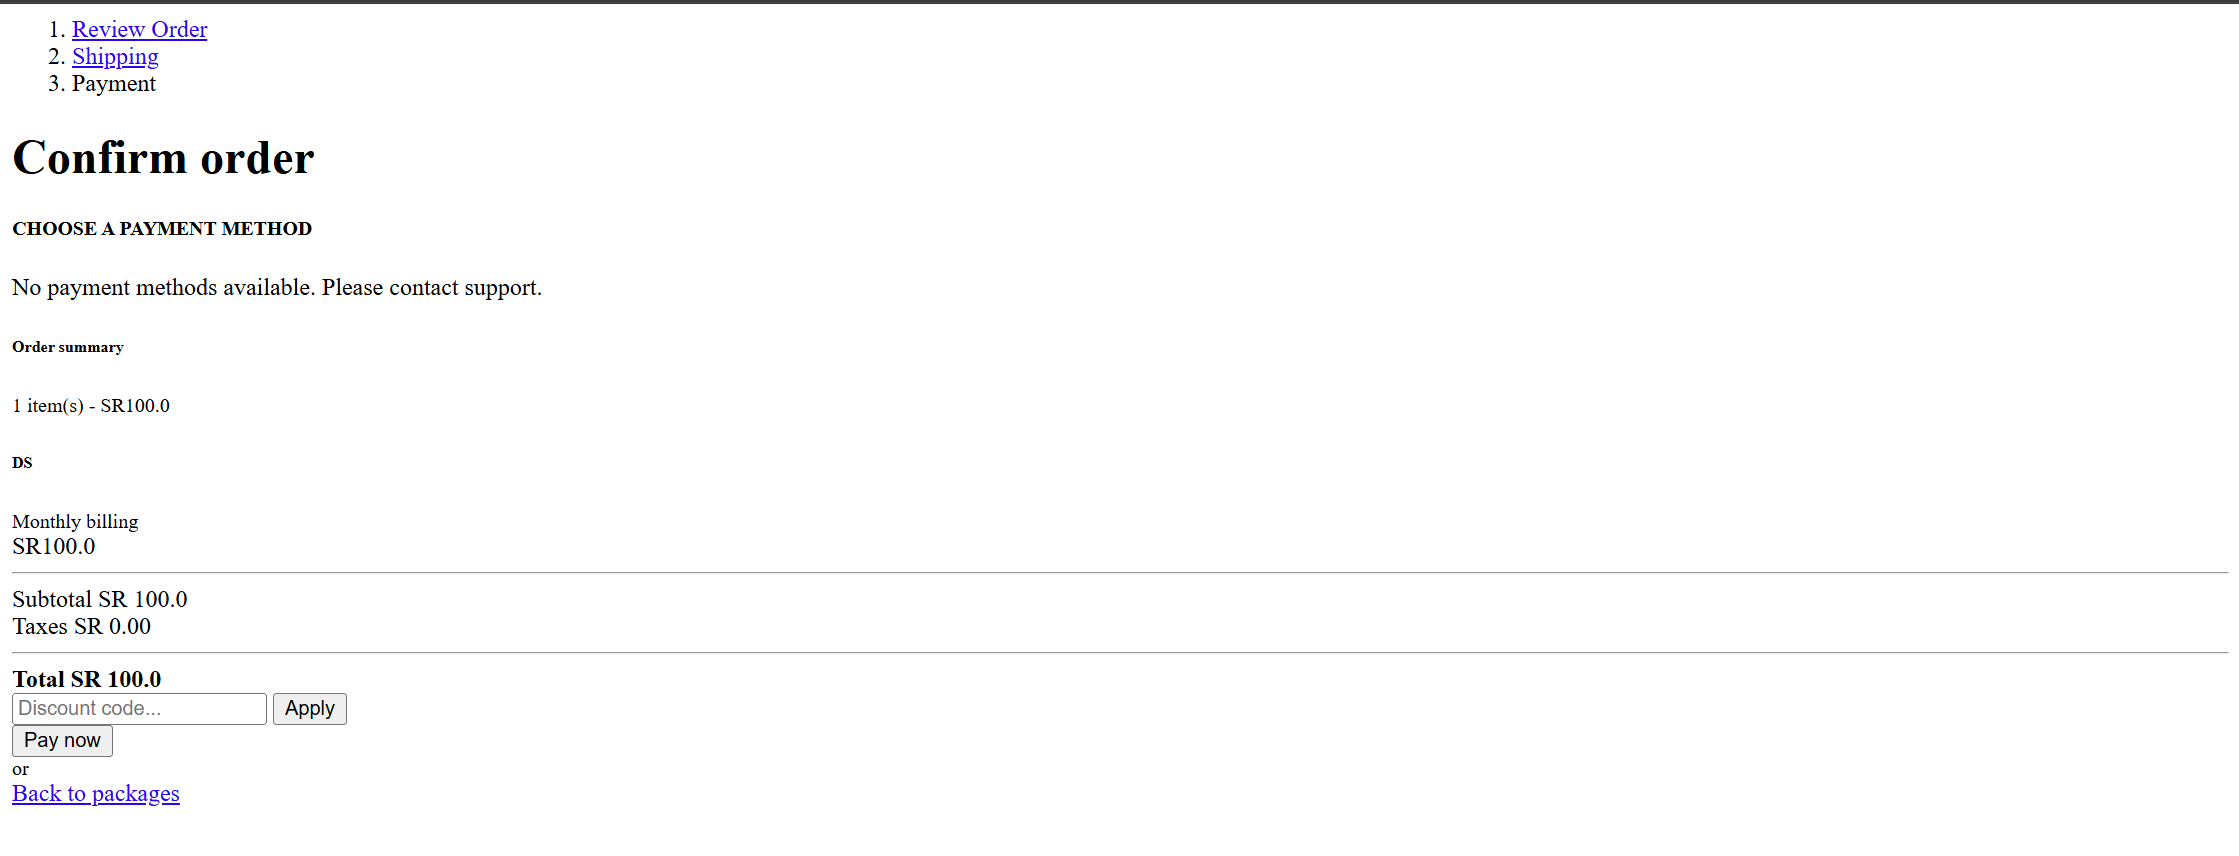 1. Review Order
2. Shipping
3. Payment
Confirm order
CHOOSE A PAYMENT METHOD
No payment methods available. Please contact support.
Order summary
1 item(s) - SR100.0
DS
Monthly billing
SR100.0
Subtotal SR 100.0
Taxes SR 0.00
Total SR 100.0
Discount code... Apply
Pay now
or
Back to packages